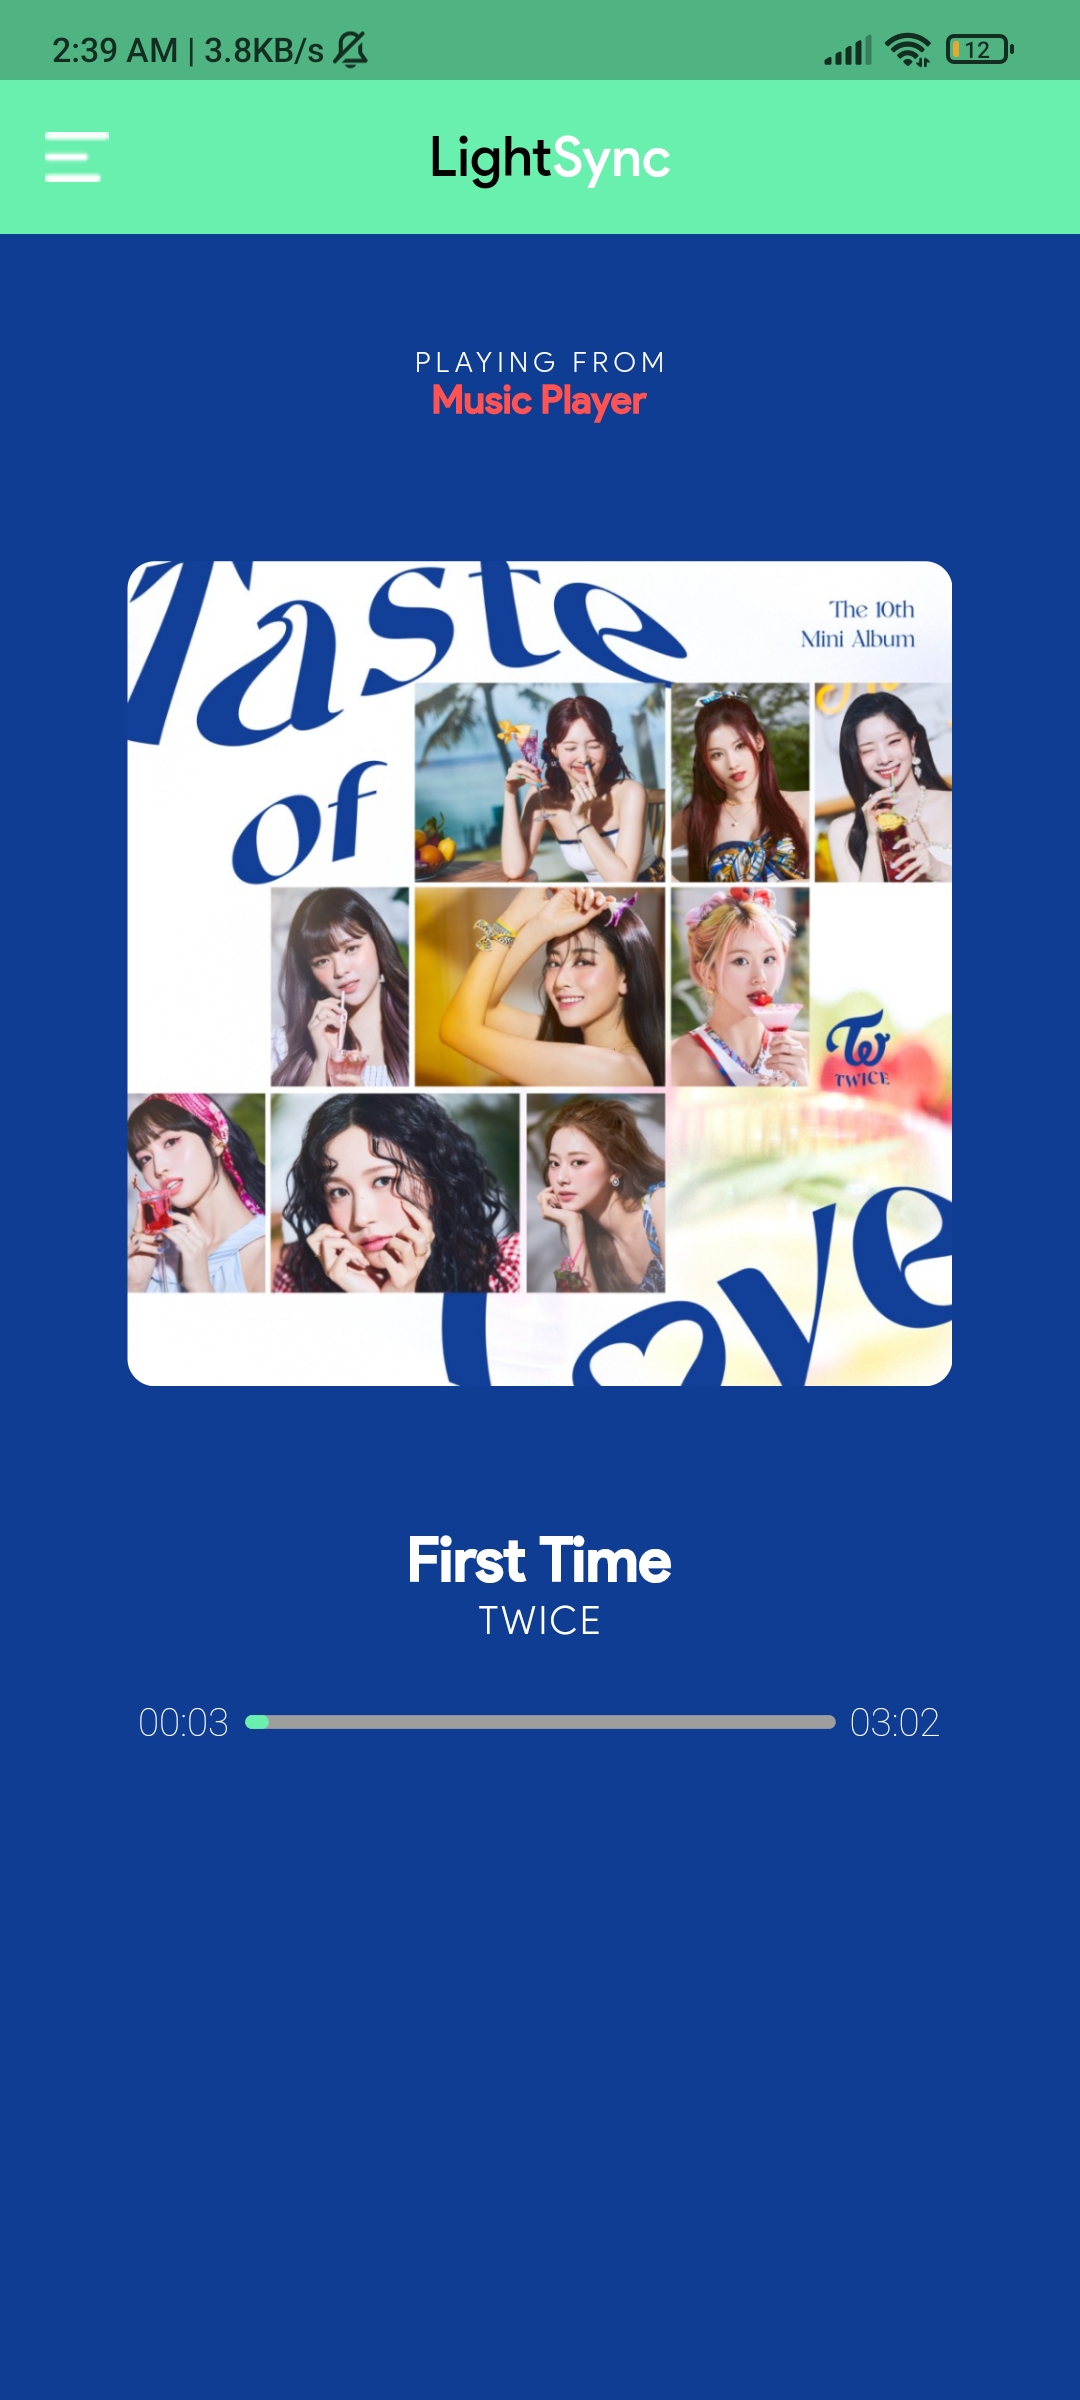 2:39 AM | 3.8KB/s
12
LightSync
PLAYING FROM
Music Player
Taste
The 10th
Mini Album
of
TWICE
Love
First Time
TWICE
00:03
03:02